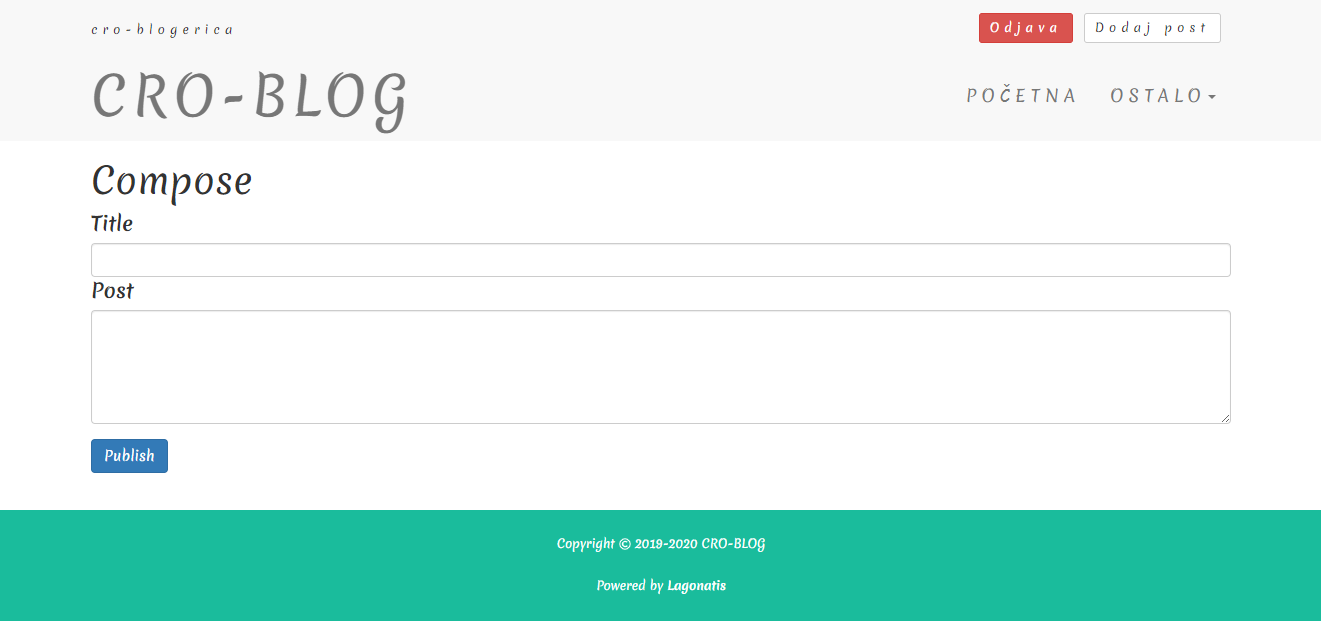 cro-blogerica
Odjava
Dodaj post
CRO-BLOG
POČETNA
OSTALO
Compose
Title
Post
Publish
Copyright © 2019-2020 CRO-BLOG
Powered by Lagonatis